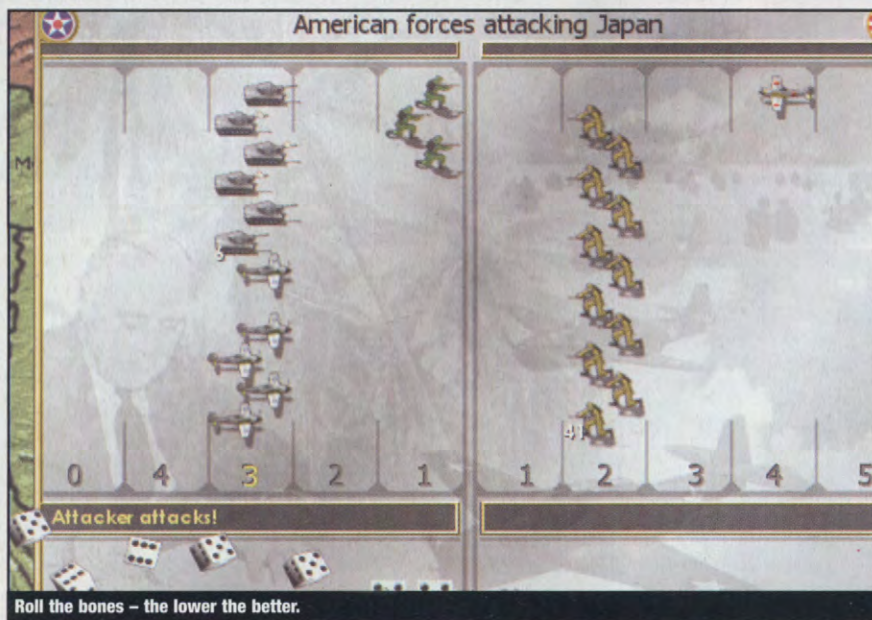 American forces attacking Japan
M
41
0 4 3 2 1 1 2 3 4 5
Attacker attacks!
Roll the bones – the lower the better.